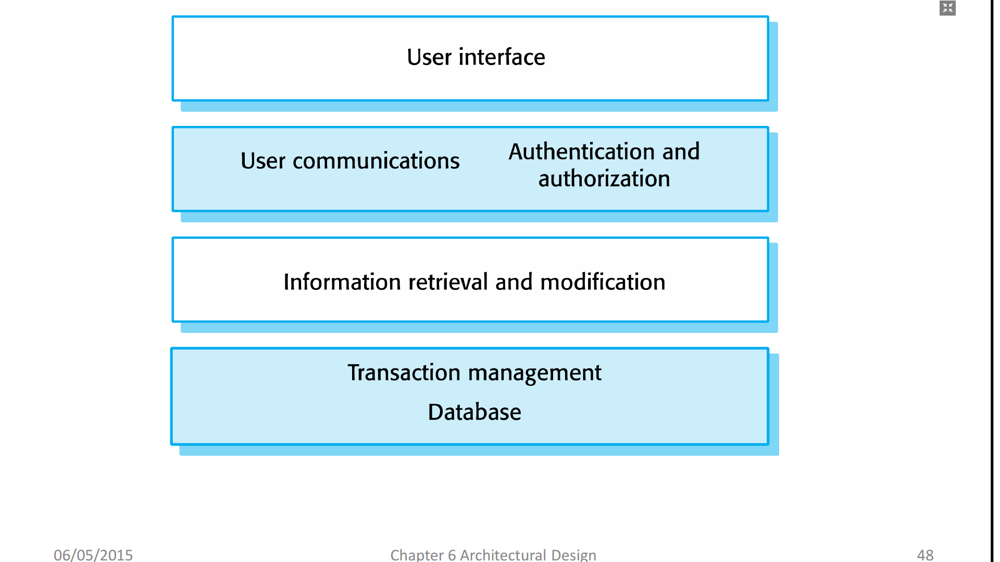 User interface
User communications
Authentication and
authorization
Information retrieval and modification
Transaction management
Database
06/05/2015
Chapter 6 Architectural Design
48